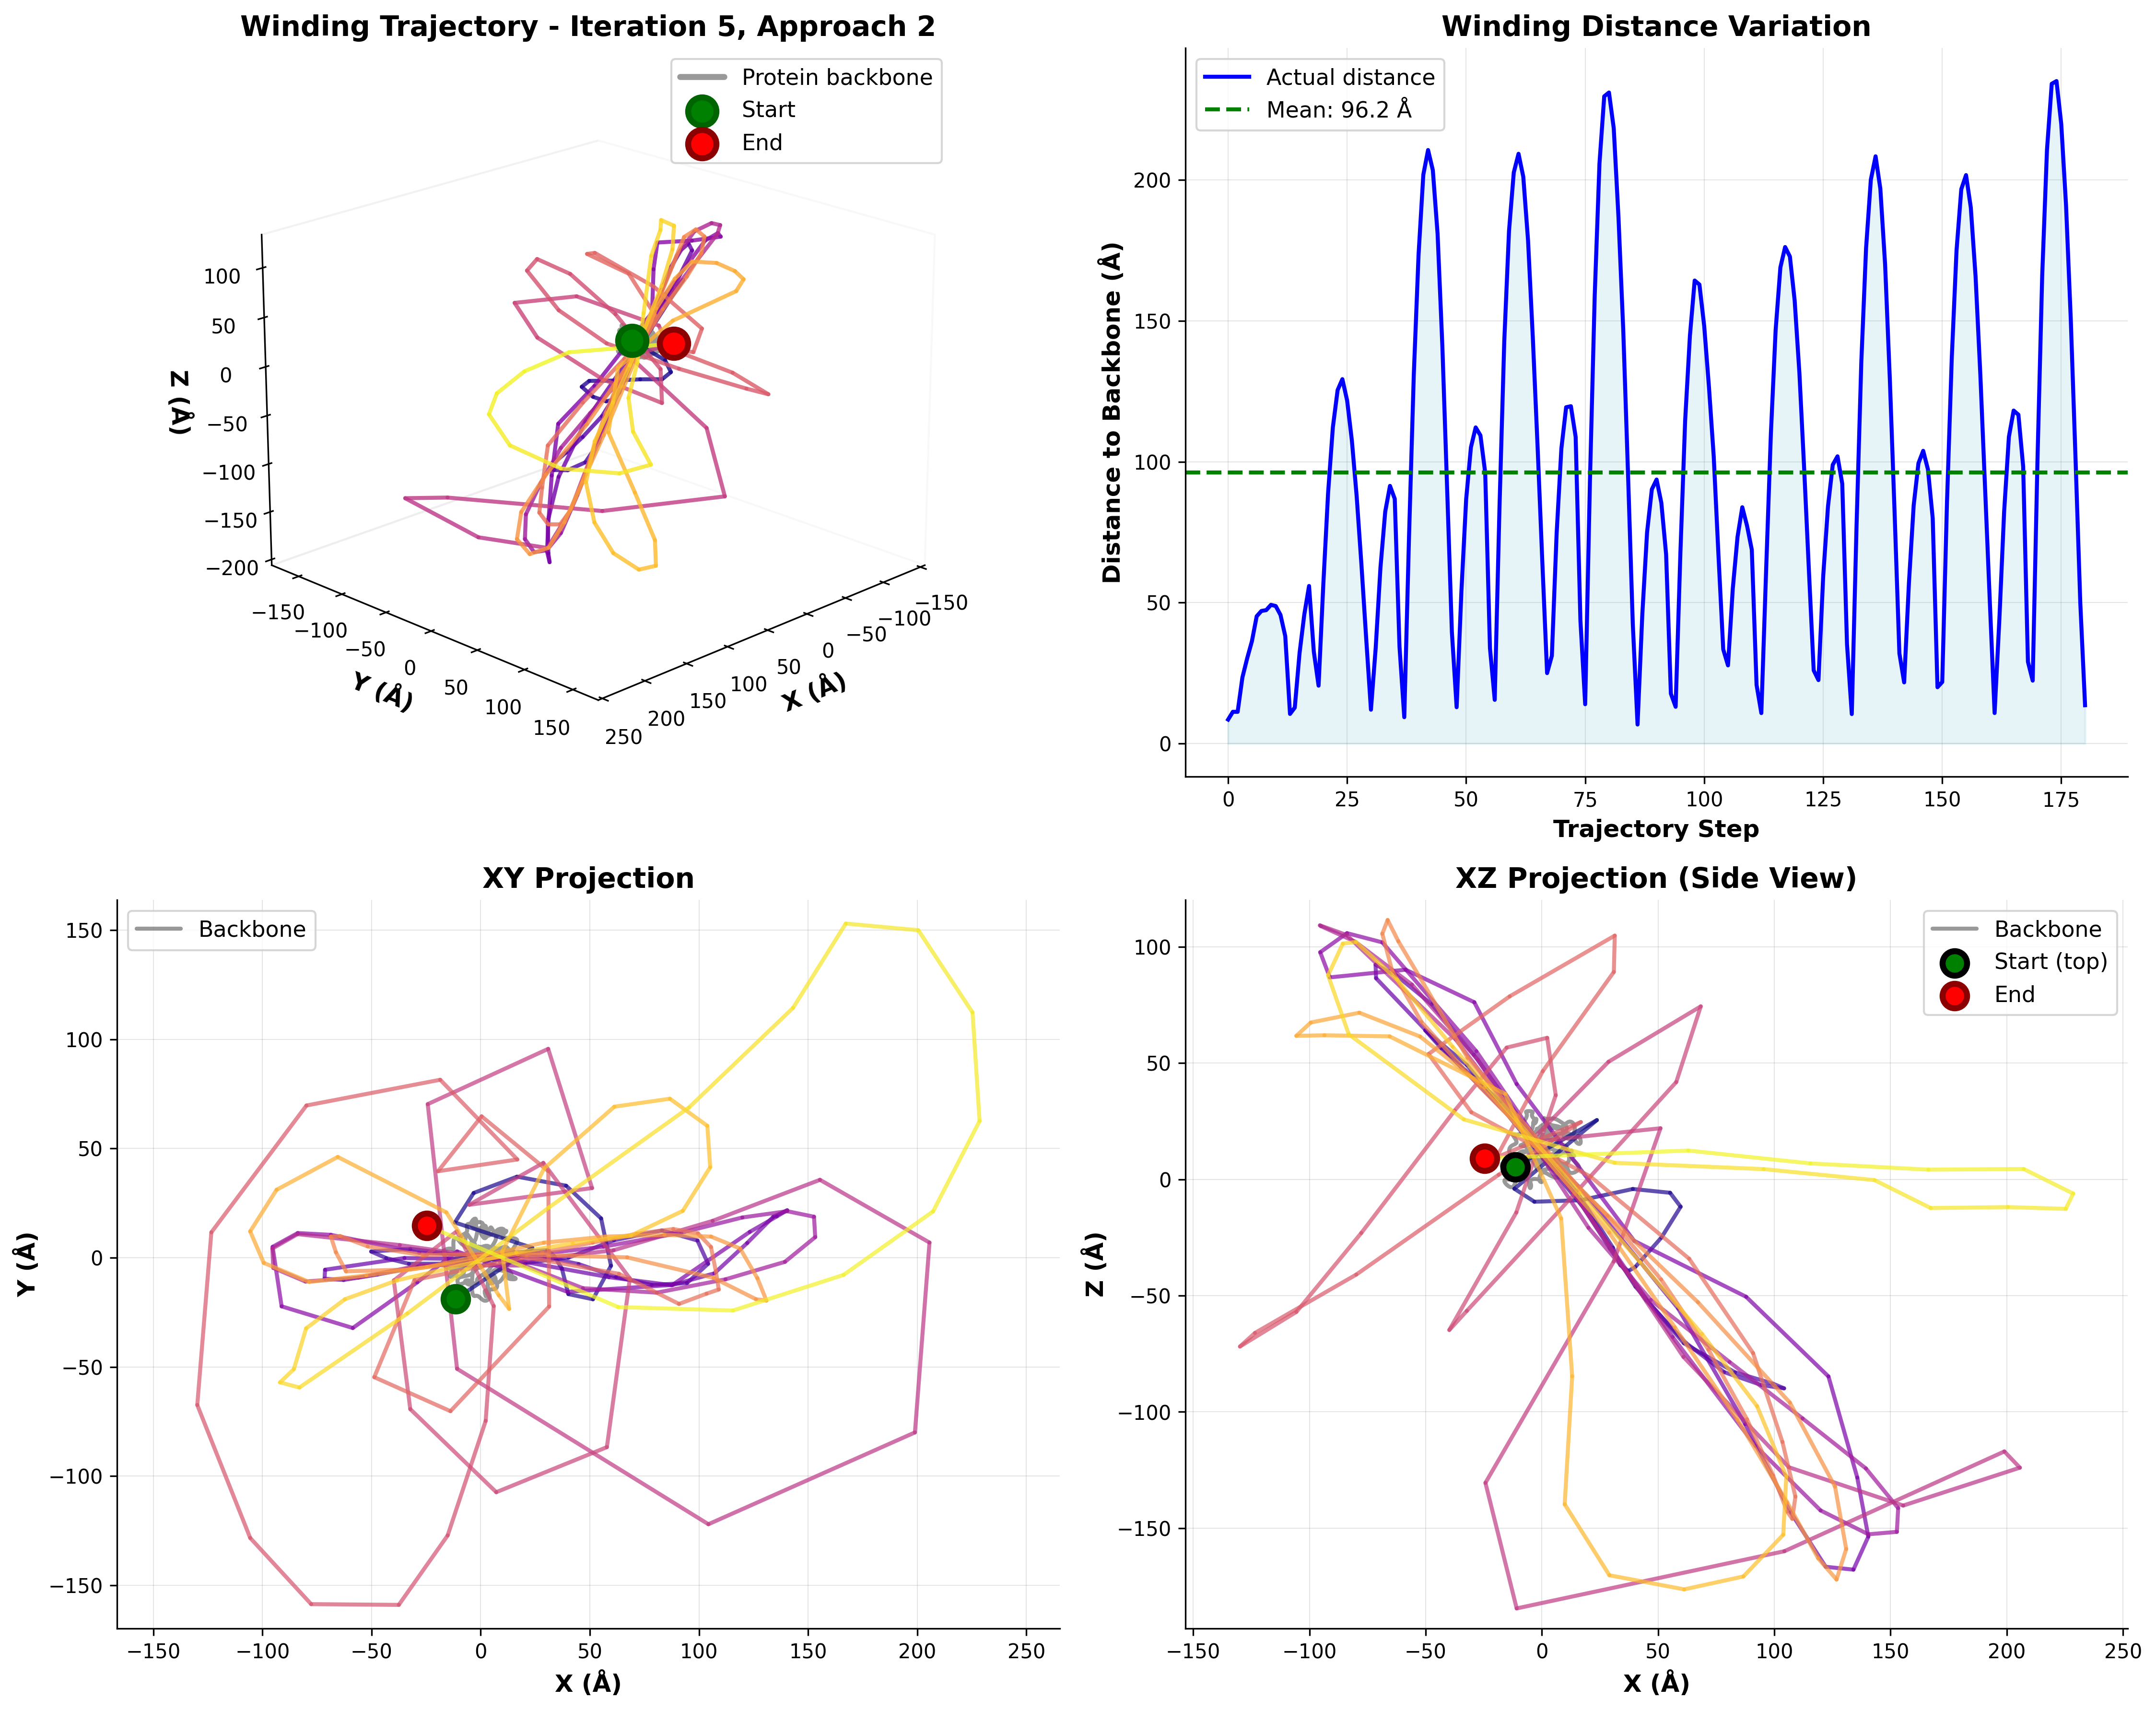 Winding Trajectory - Iteration 5, Approach 2
Protein backbone
Start
End
100
50
0
−50
−100
−150
−200
Z (Å)
−150
−100
−50
0
50
100
150
Y (Å)
250
200
150
100
50
0
−50
−100
−150
X (Å)
Winding Distance Variation
Actual distance
Mean: 96.2 Å
200
150
100
50
0
Distance to Backbone (Å)
0 25 50 75 100 125 150 175
Trajectory Step
XY Projection
Backbone
150
100
50
0
−50
−100
−150
Y (Å)
−150 −100 −50 0 50 100 150 200 250
X (Å)
XZ Projection (Side View)
Backbone
Start (top)
End
100
50
0
−50
−100
−150
Z (Å)
−150 −100 −50 0 50 100 150 200 250
X (Å)